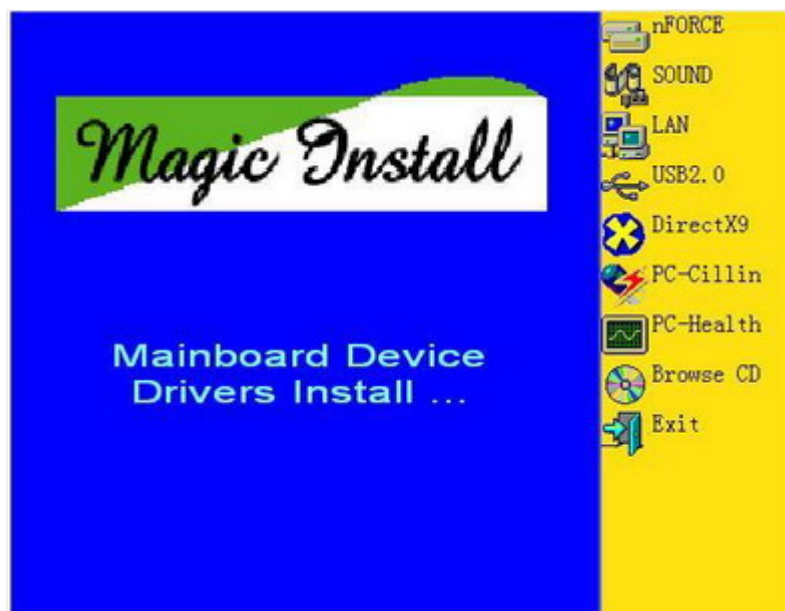 Magic Install
Mainboard Device
Drivers Install ...
nFORCE
SOUND
LAN
USB2.0
DirectX9
PC-Cillin
PC-Health
Browse CD
Exit